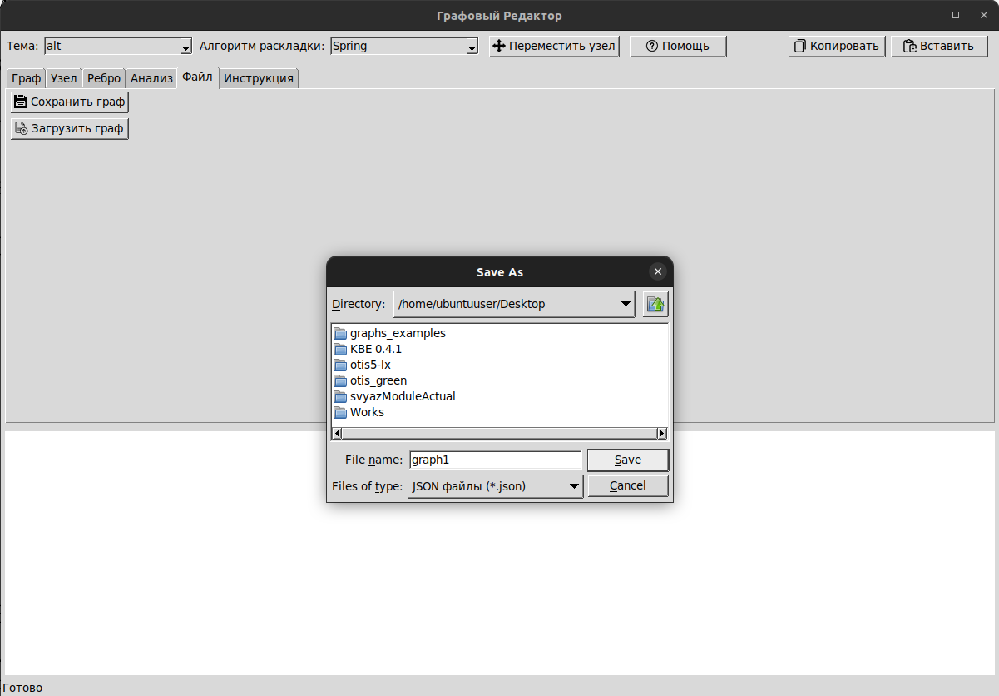 Графовый Редактор
Тема: alt Алгоритм раскладки: Spring Переместить узел Помощь Копировать Вставить
Граф Узел Ребро Анализ Файл Инструкция
Сохранить граф
Загрузить граф
Save As
Directory: /home/ubuntuuser/Desktop
graphs_examples
KBE 0.4.1
otis5-lx
otis_green
svyazModuleActual
Works
File name: graph1 Save
Files of type: JSON файлы (*.json) Cancel
Готово